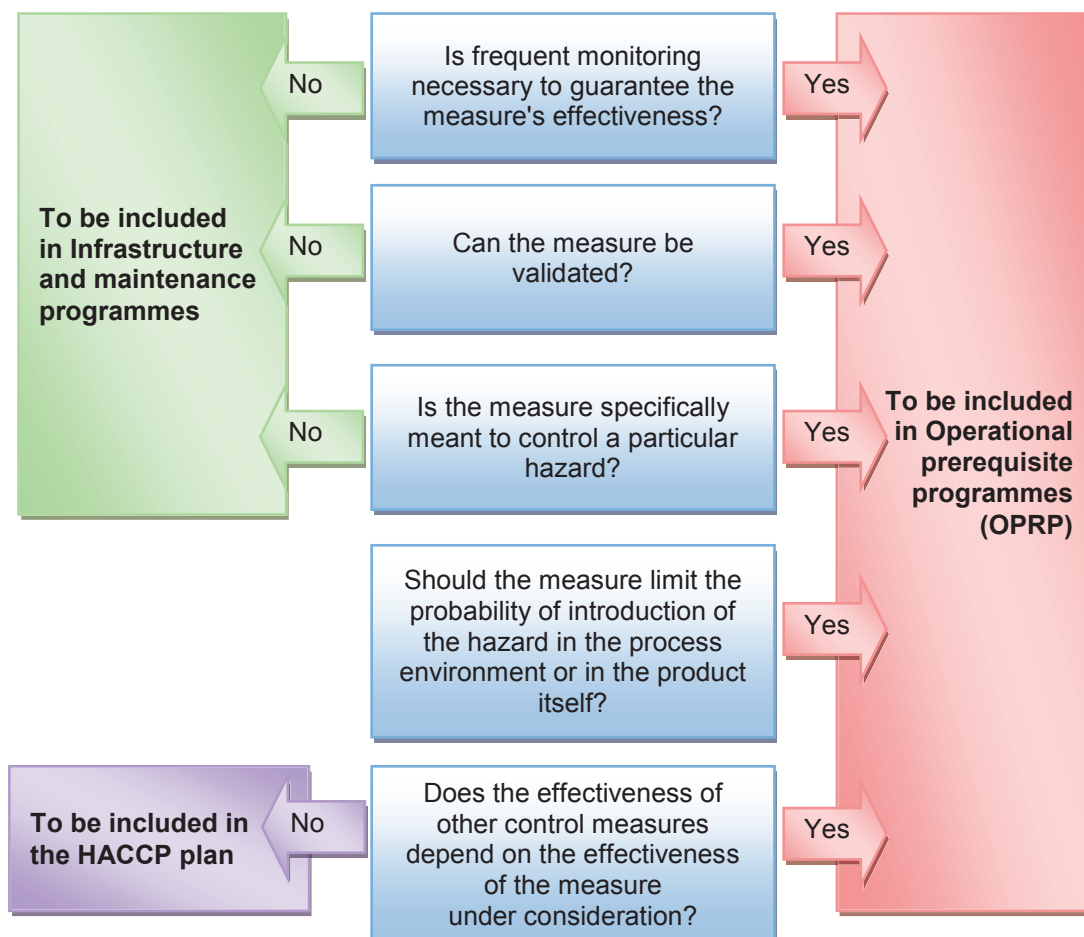 Is frequent monitoring
necessary to guarantee the
measure's effectiveness?
No
Yes
To be included
in Infrastructure
and maintenance
programmes
Can the measure be
validated?
No
Yes
Is the measure specifically
meant to control a particular
hazard?
No
Yes
To be included
in Operational
prerequisite
programmes
(OPRP)
Should the measure limit the
probability of introduction of
the hazard in the process
environment or in the product
itself?
Yes
To be included in
the HACCP plan
No
Does the effectiveness of
other control measures
depend on the effectiveness
of the measure
under consideration?
Yes